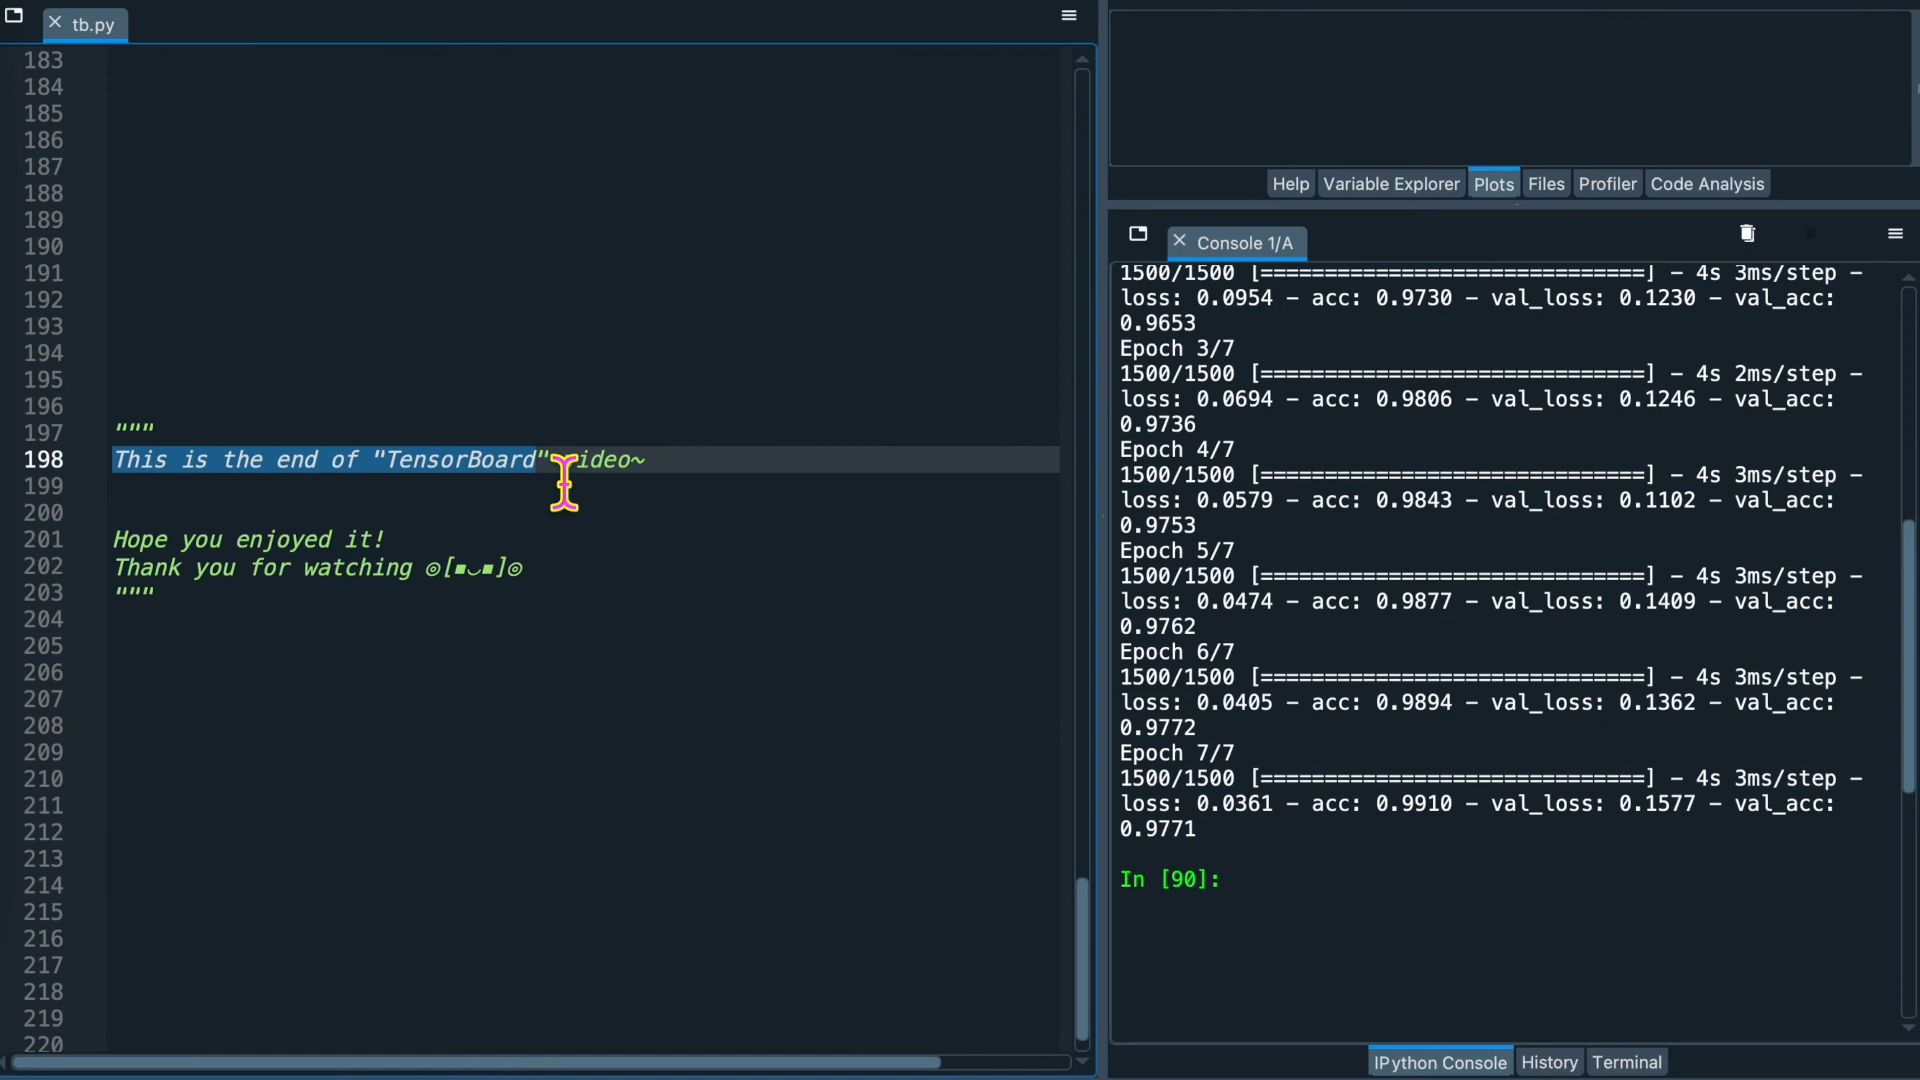 tb.py
183
184
185
186
187
188
189
190
191
192
193
194
195
196
197 """
198 This is the end of "TensorBoard" video~
199
200
201 Hope you enjoyed it!
202 Thank you for watching ◎[▪‿▪]◎
203 """
204
205
206
207
208
209
210
211
212
213
214
215
216
217
218
219
220
Help Variable Explorer Plots Files Profiler Code Analysis
Console 1/A
1500/1500 [==============================] - 4s 3ms/step -
loss: 0.0954 - acc: 0.9730 - val_loss: 0.1230 - val_acc:
0.9653
Epoch 3/7
1500/1500 [==============================] - 4s 2ms/step -
loss: 0.0694 - acc: 0.9806 - val_loss: 0.1246 - val_acc:
0.9736
Epoch 4/7
1500/1500 [==============================] - 4s 3ms/step -
loss: 0.0579 - acc: 0.9843 - val_loss: 0.1102 - val_acc:
0.9753
Epoch 5/7
1500/1500 [==============================] - 4s 3ms/step -
loss: 0.0474 - acc: 0.9877 - val_loss: 0.1409 - val_acc:
0.9762
Epoch 6/7
1500/1500 [==============================] - 4s 3ms/step -
loss: 0.0405 - acc: 0.9894 - val_loss: 0.1362 - val_acc:
0.9772
Epoch 7/7
1500/1500 [==============================] - 4s 3ms/step -
loss: 0.0361 - acc: 0.9910 - val_loss: 0.1577 - val_acc:
0.9771
In [90]:
IPython Console History Terminal